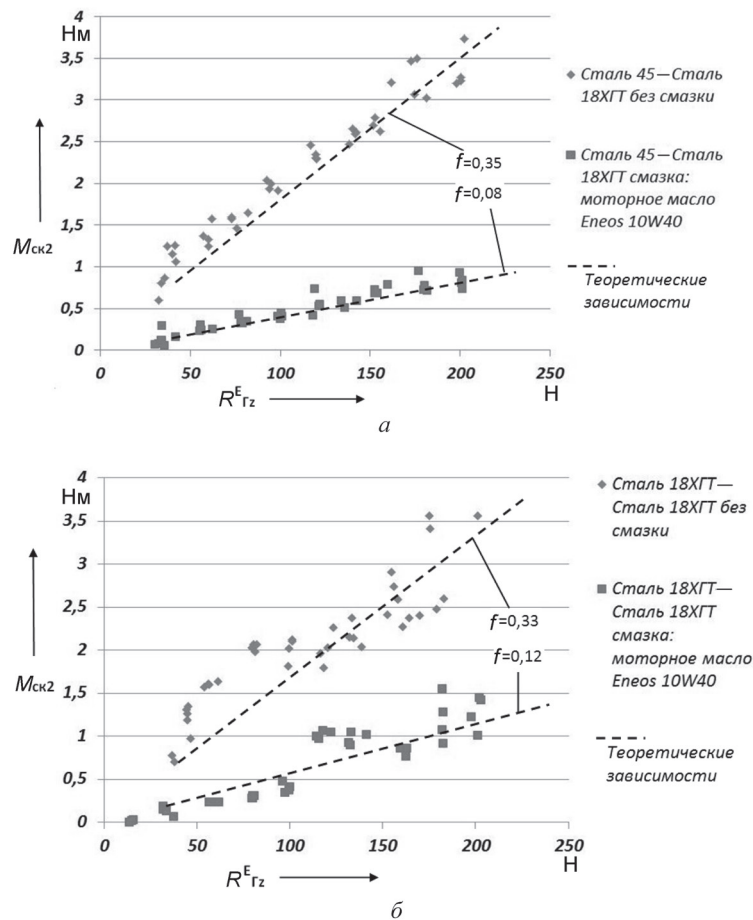 4
Нм
3,5
3
2,5
2
1,5
1
0,5
0
Mск2
0
50
100
150
200
250
RЕГz
Н
f=0,35
f=0,08
Сталь 45—Сталь
18ХГТ без смазки
Сталь 45—Сталь
18ХГТ смазка:
моторное масло
Eneos 10W40
Теоретические
зависимости
а
4
Нм
3,5
3
2,5
2
1,5
1
0,5
0
Mск2
0
50
100
150
200
250
RЕГz
Н
f=0,33
f=0,12
Сталь 18ХГТ—
Сталь 18ХГТ без
смазки
Сталь 18ХГТ—
Сталь 18ХГТ
смазка:
моторное масло
Eneos 10W40
Теоретические
зависимости
б